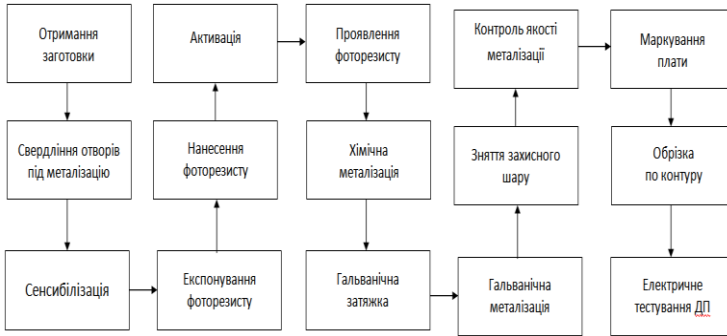 Отримання
заготовки
Свердління отворів
під металізацію
Сенсибілізація
Експонування
фоторезисту
Нанесення
фоторезисту
Активація
Проявлення
фоторезисту
Хімічна
металізація
Гальванічна
затяжка
Гальванічна
металізація
Зняття захисного
шару
Контроль якості
металізації
Маркування
плати
Обрізка
по контуру
Електричне
тестування ДП